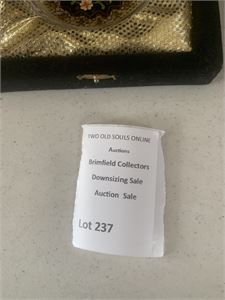 TWO OLD SOULS ONLINE
Auctions
Brimfield Collectors
Downsizing Sale
Auction Sale
Lot 237